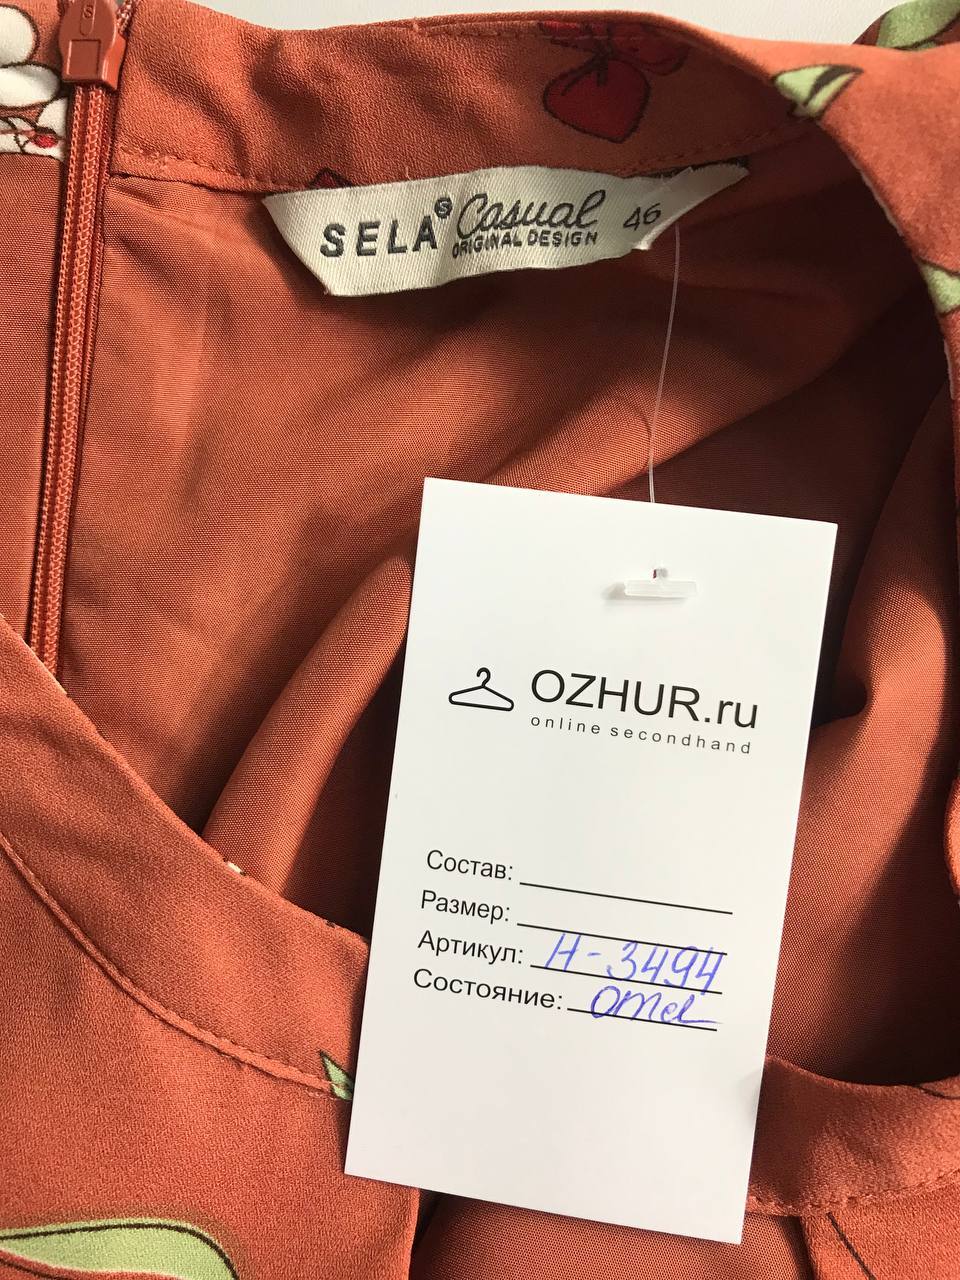 SELA
S
Casual
ORIGINAL DESIGN
46
OZHUR.ru
online secondhand
Состав:
Размер:
Артикул: Н-3494
Состояние: отл